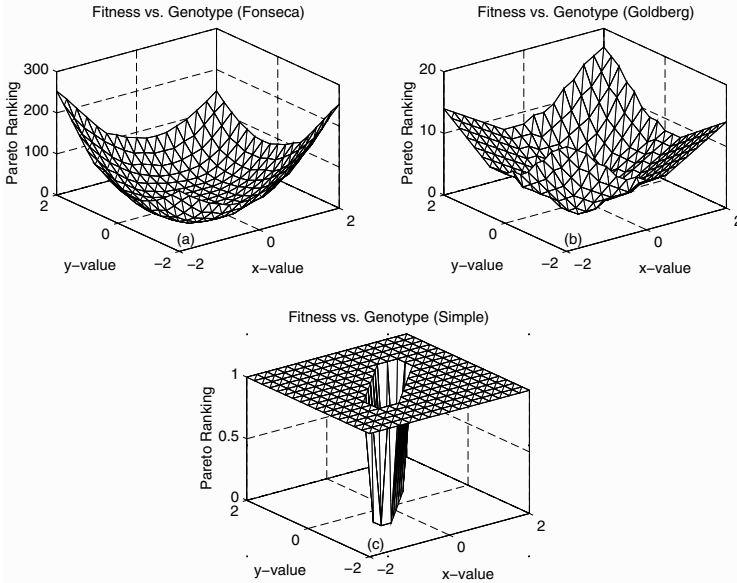 Fitness vs. Genotype (Fonseca)
300
200
100
0
Pareto Ranking
2
0
−2
y−value
(a)
−2
0
2
x−value
Fitness vs. Genotype (Goldberg)
20
10
0
Pareto Ranking
2
0
−2
y−value
(b)
−2
0
2
x−value
Fitness vs. Genotype (Simple)
1
0.5
0
Pareto Ranking
2
0
−2
y−value
(c)
−2
0
2
x−value